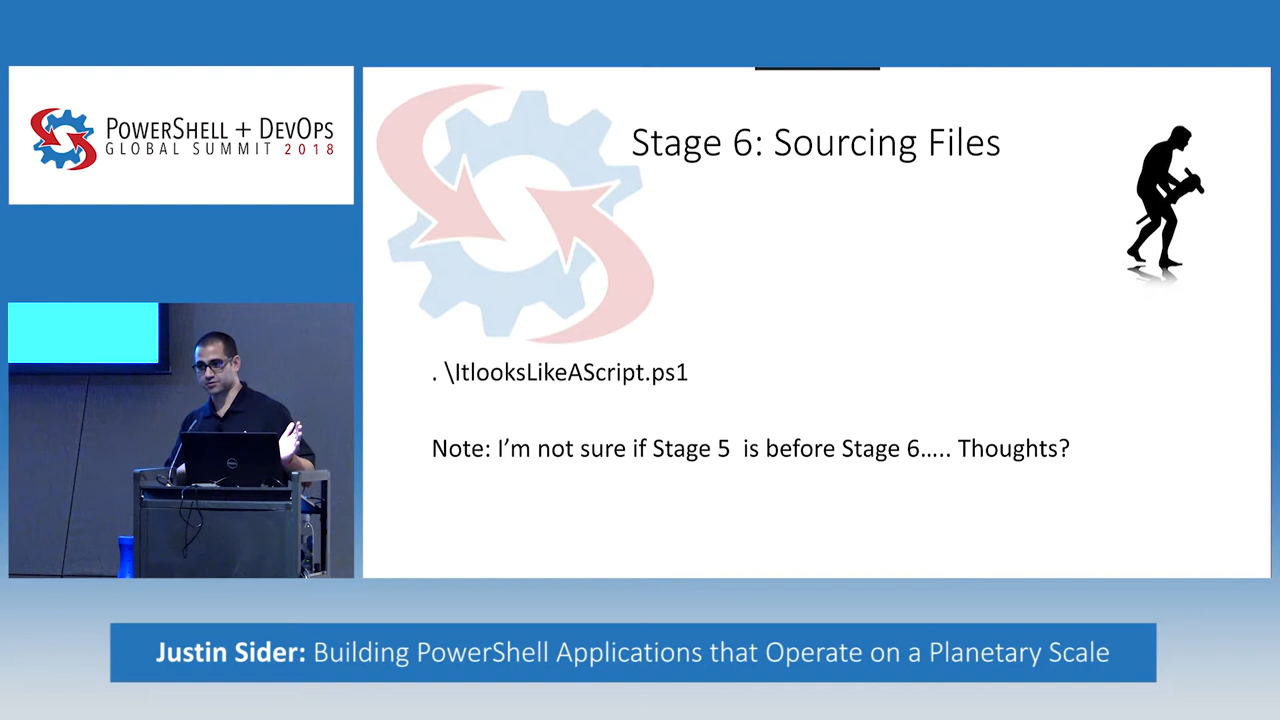 POWERSHELL + DEVOPS
GLOBAL SUMMIT 2018
Stage 6: Sourcing Files
. \ItlooksLikeAScript.ps1
Note: I’m not sure if Stage 5  is before Stage 6….. Thoughts?
DELL
Justin Sider: Building PowerShell Applications that Operate on a Planetary Scale